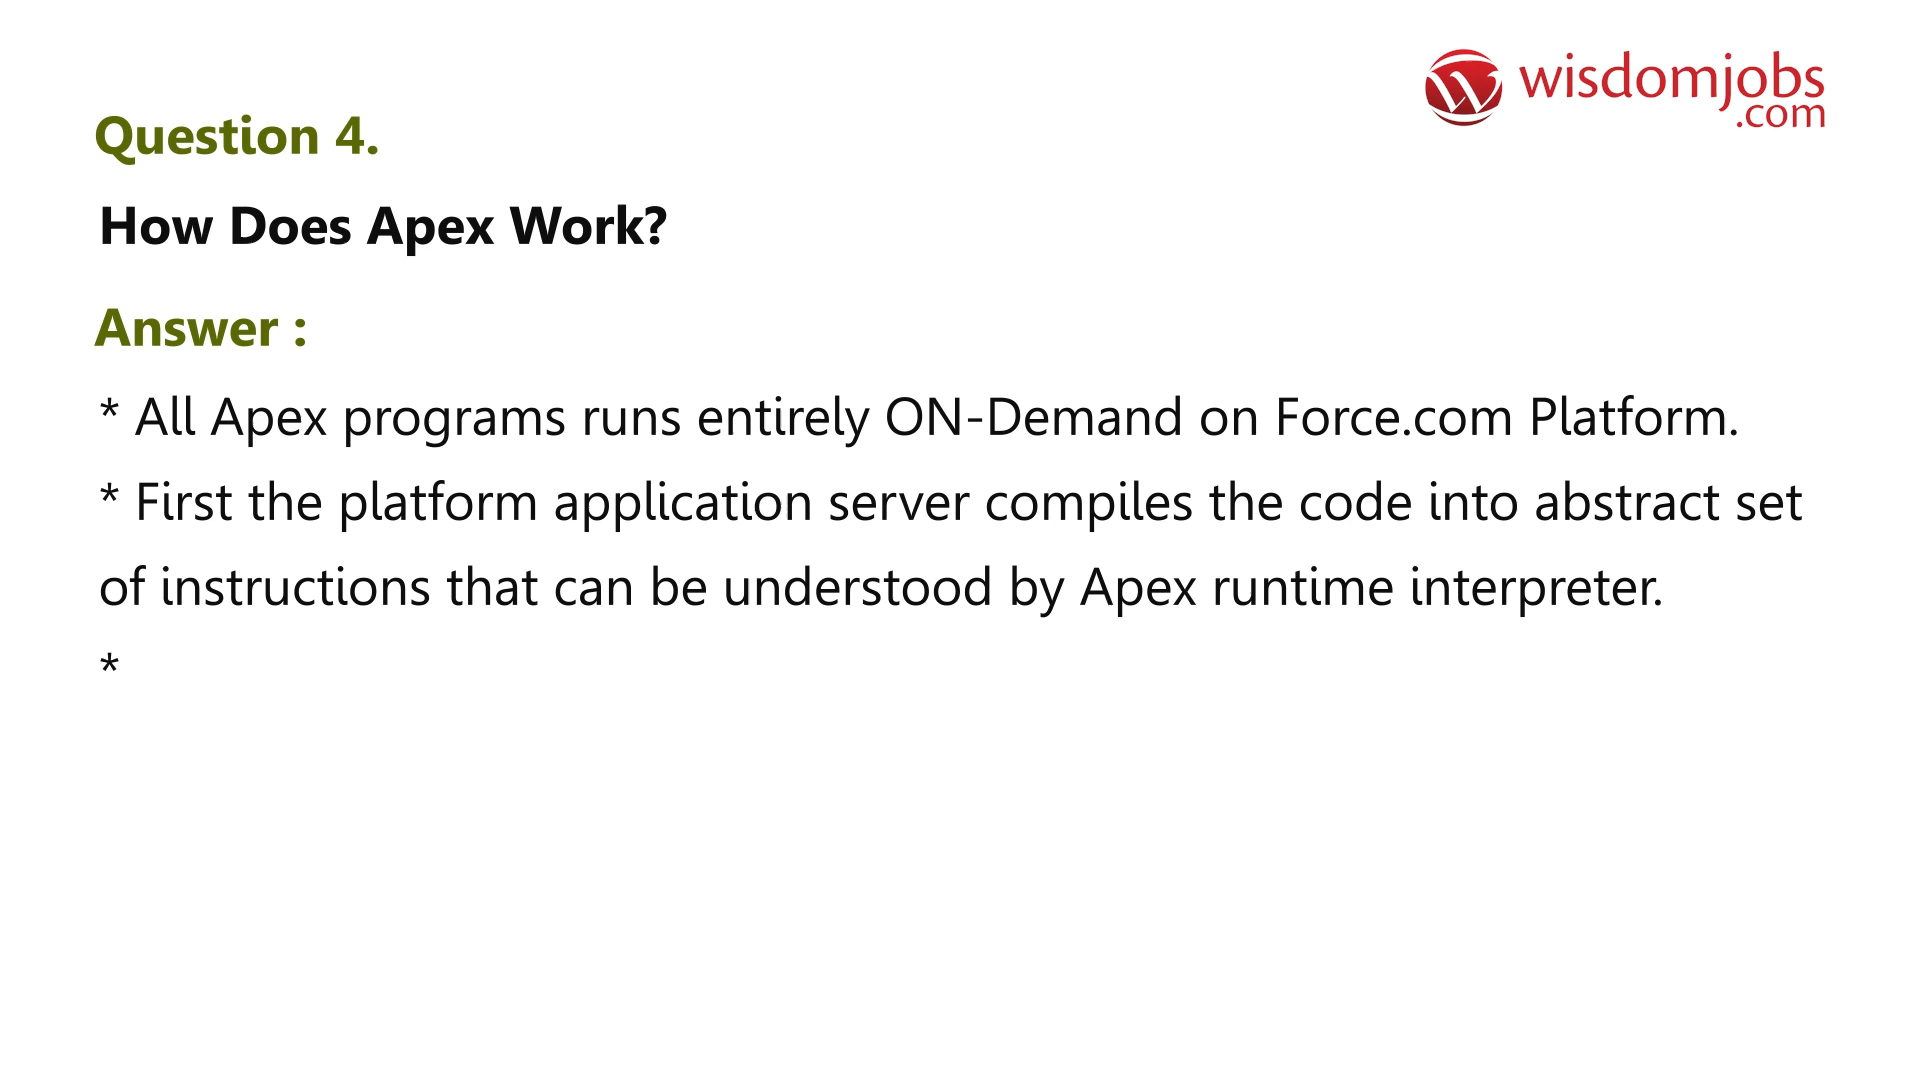 wisdomjobs
.com
Question 4.
How Does Apex Work?
Answer :
* All Apex programs runs entirely ON-Demand on Force.com Platform.
* First the platform application server compiles the code into abstract set
of instructions that can be understood by Apex runtime interpreter.
*